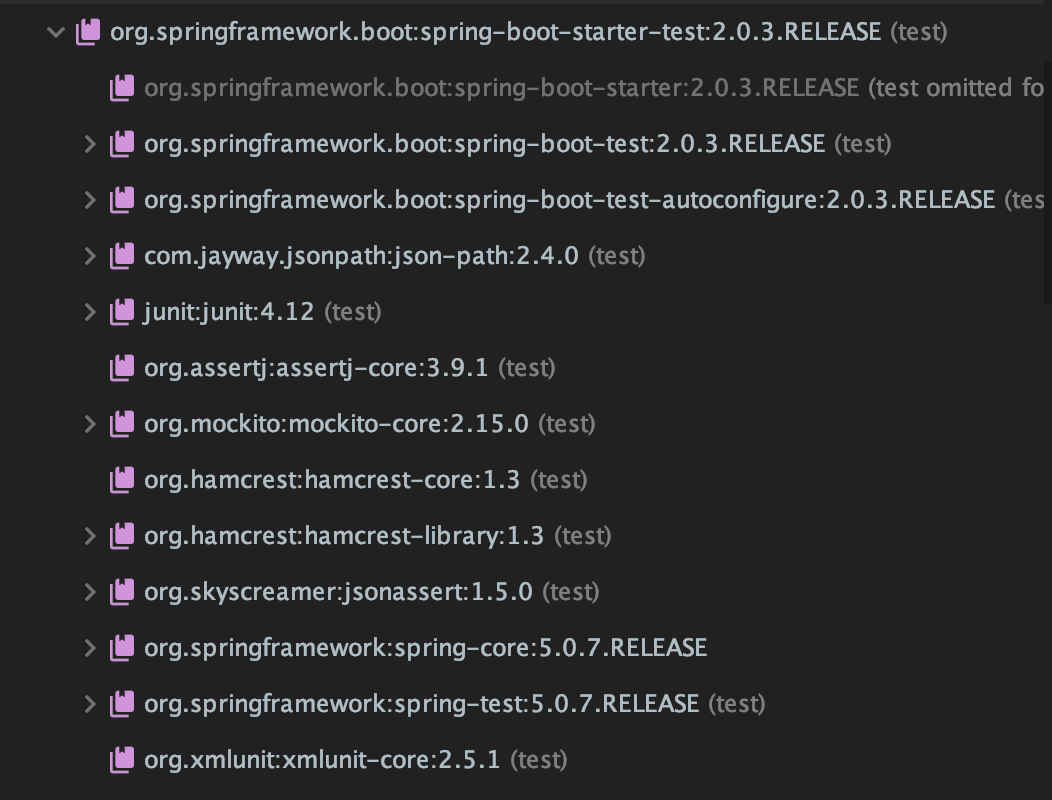 org.springframework.boot:spring-boot-starter-test:2.0.3.RELEASE (test)
org.springframework.boot:spring-boot-starter:2.0.3.RELEASE (test omitted fo
org.springframework.boot:spring-boot-test:2.0.3.RELEASE (test)
org.springframework.boot:spring-boot-test-autoconfigure:2.0.3.RELEASE (tes
com.jayway.jsonpath:json-path:2.4.0 (test)
junit:junit:4.12 (test)
org.assertj:assertj-core:3.9.1 (test)
org.mockito:mockito-core:2.15.0 (test)
org.hamcrest:hamcrest-core:1.3 (test)
org.hamcrest:hamcrest-library:1.3 (test)
org.skyscreamer:jsonassert:1.5.0 (test)
org.springframework:spring-core:5.0.7.RELEASE
org.springframework:spring-test:5.0.7.RELEASE (test)
org.xmlunit:xmlunit-core:2.5.1 (test)